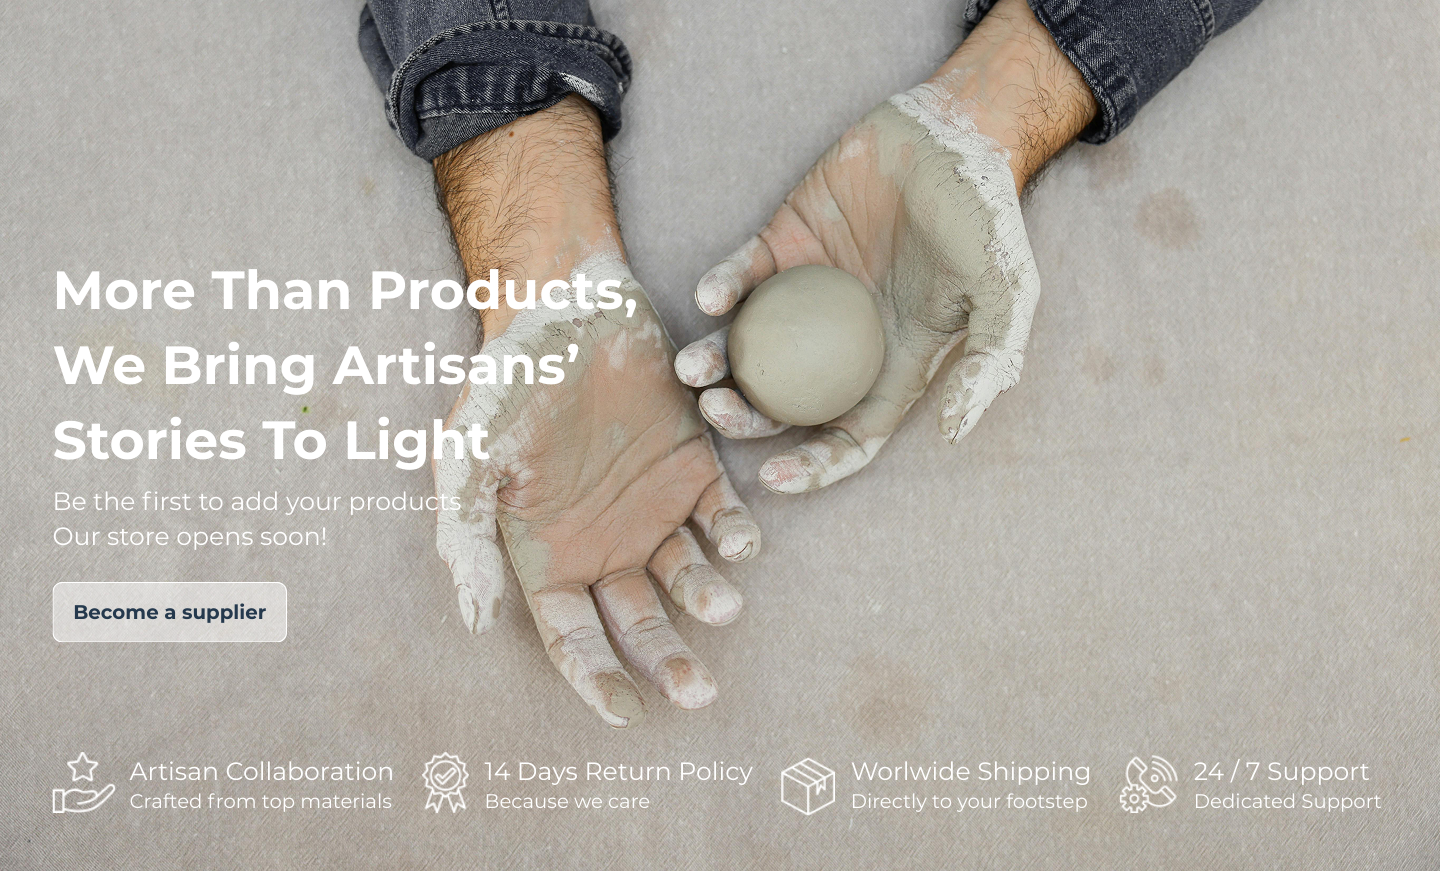 More Than Products,
We Bring Artisans’
Stories To Light
Be the first to add your products
Our store opens soon!
Become a supplier
Artisan Collaboration
Crafted from top materials
14 Days Return Policy
Because we care
Worlwide Shipping
Directly to your footstep
24 / 7 Support
Dedicated Support